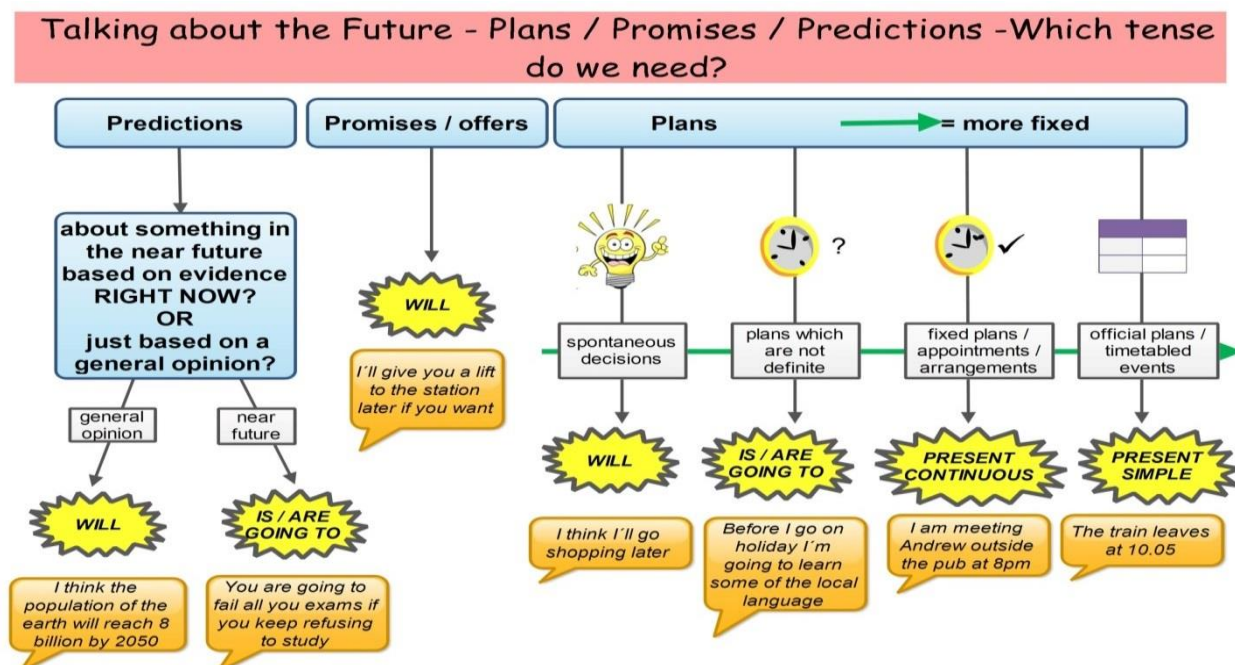 Talking about the Future - Plans / Promises / Predictions -Which tense
do we need?
Predictions
Promises / offers
Plans
= more fixed
about something in
the near future
based on evidence
RIGHT NOW?
OR
just based on a
general opinion?
general
opinion
near
future
WILL
IS / ARE
GOING TO
I think the
population of the
earth will reach 8
billion by 2050
You are going to
fail all you exams if
you keep refusing
to study
WILL
I´ll give you a lift
to the station
later if you want
?
spontaneous
decisions
plans which
are not
definite
fixed plans /
appointments /
arrangements
official plans /
timetabled
events
WILL
IS / ARE
GOING TO
PRESENT
CONTINUOUS
PRESENT
SIMPLE
I think I´ll go
shopping later
Before I go on
holiday I´m
going to learn
some of the local
language
I am meeting
Andrew outside
the pub at 8pm
The train leaves
at 10.05